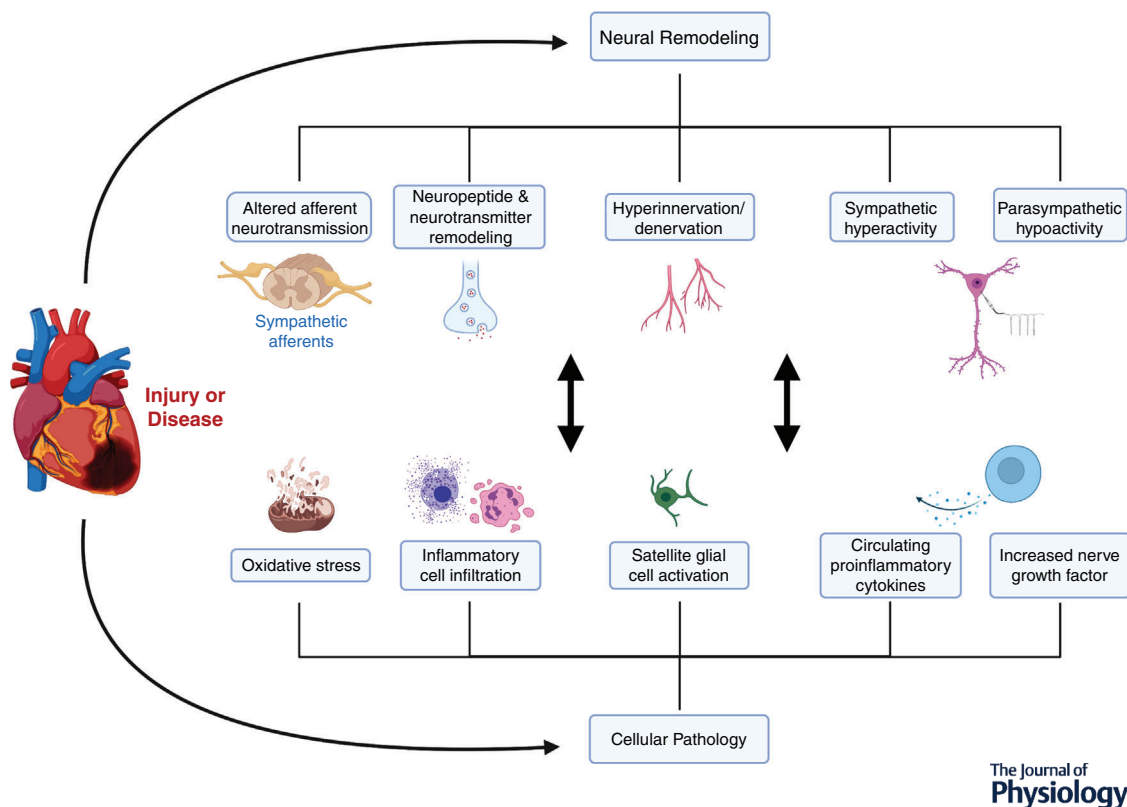 Neural Remodeling
Altered afferent
neurotransmission
Neuropeptide &
neurotransmitter
remodeling
Hyperinnervation/
denervation
Sympathetic
hyperactivity
Parasympathetic
hypoactivity
Sympathetic
afferents
Injury or
Disease
Oxidative stress
Inflammatory
cell infiltration
Satellite glial
cell activation
Circulating
proinflammatory
cytokines
Increased nerve
growth factor
Cellular Pathology
The Journal of
Physiology